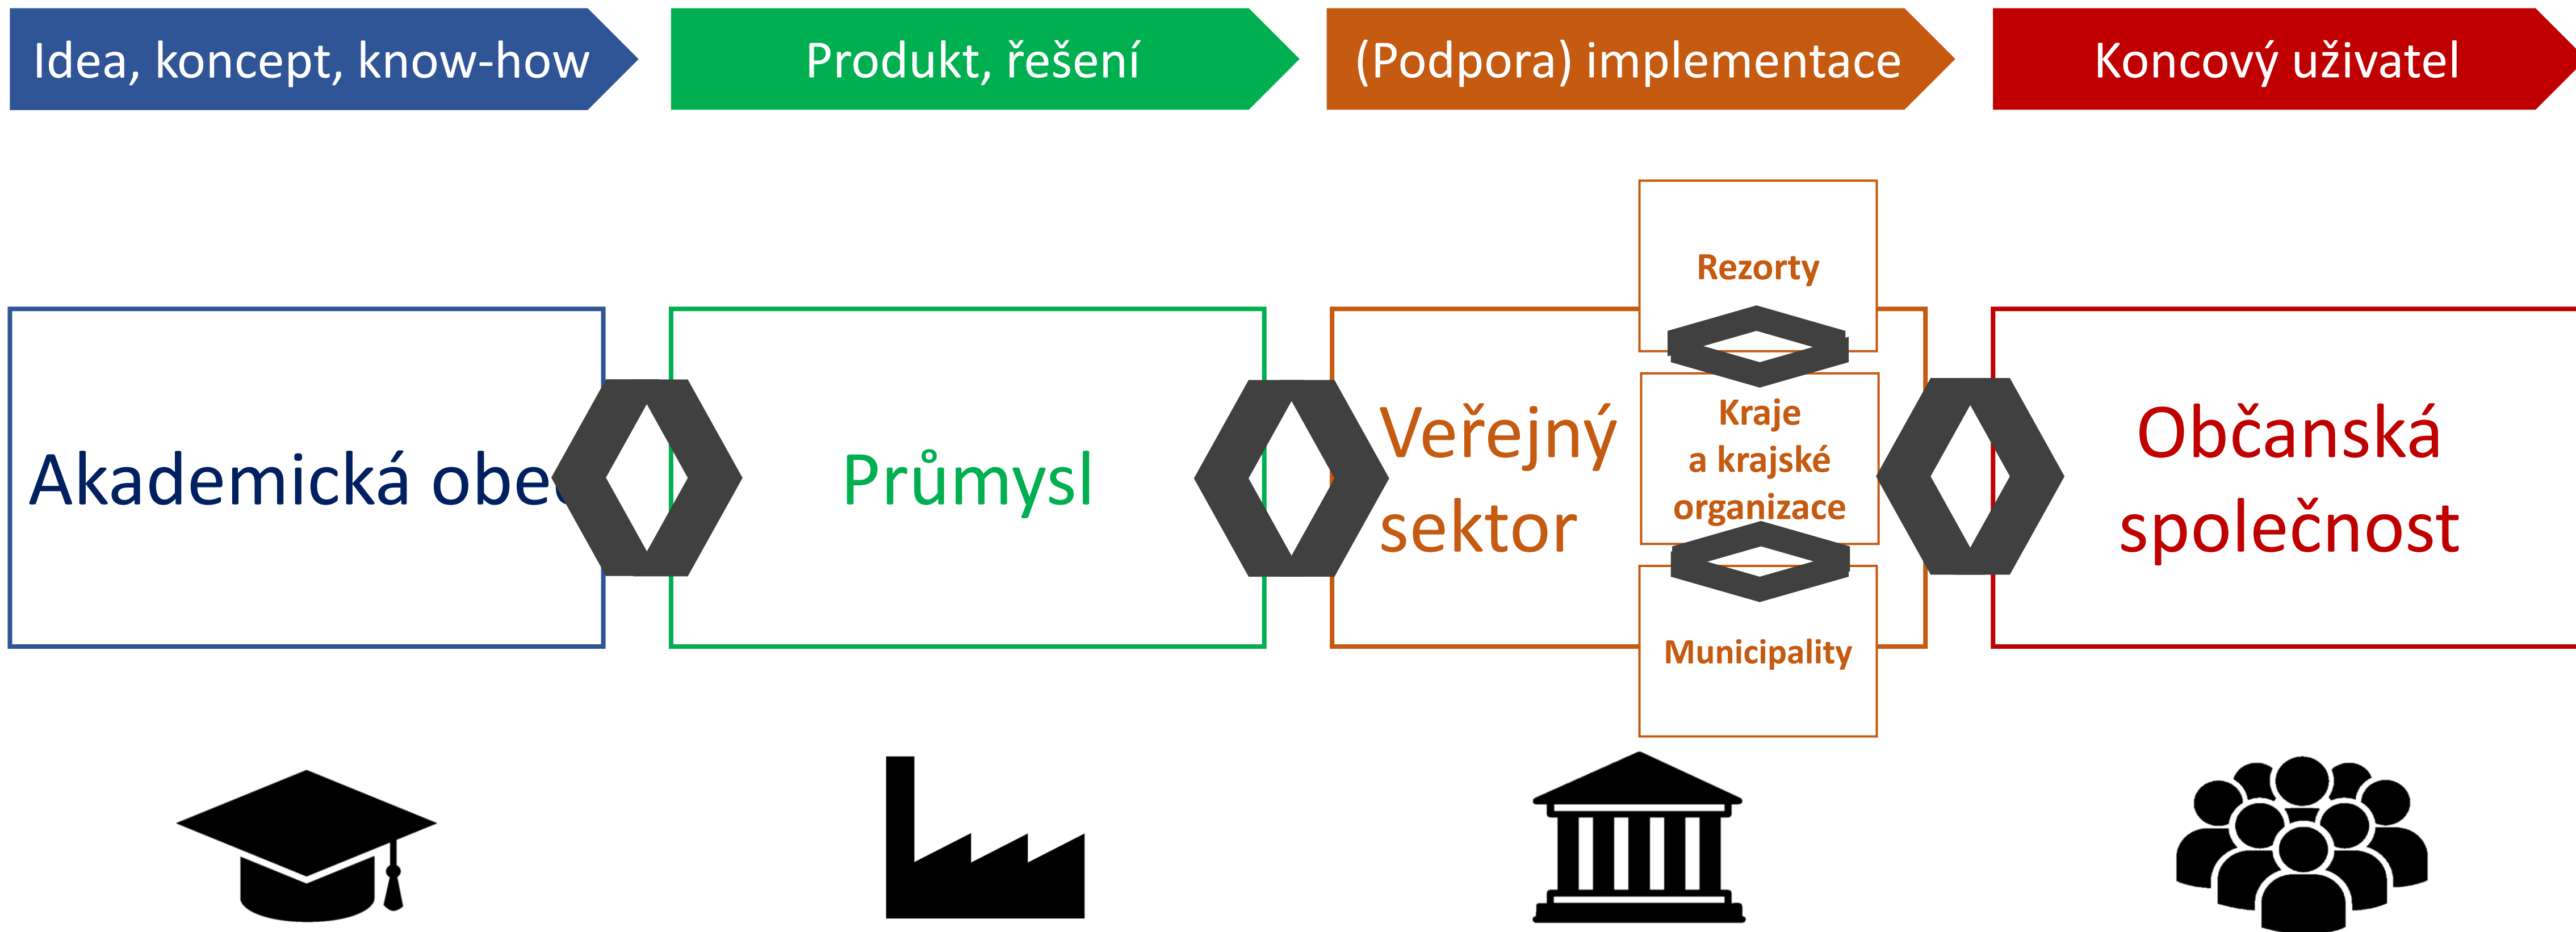 Idea, koncept, know-how
Produkt, řešení
(Podpora) implementace
Koncový uživatel
Akademická obec
Průmysl
Veřejný
sektor
Rezorty
Kraje
a krajské
organizace
Municipality
Občanská
společnost